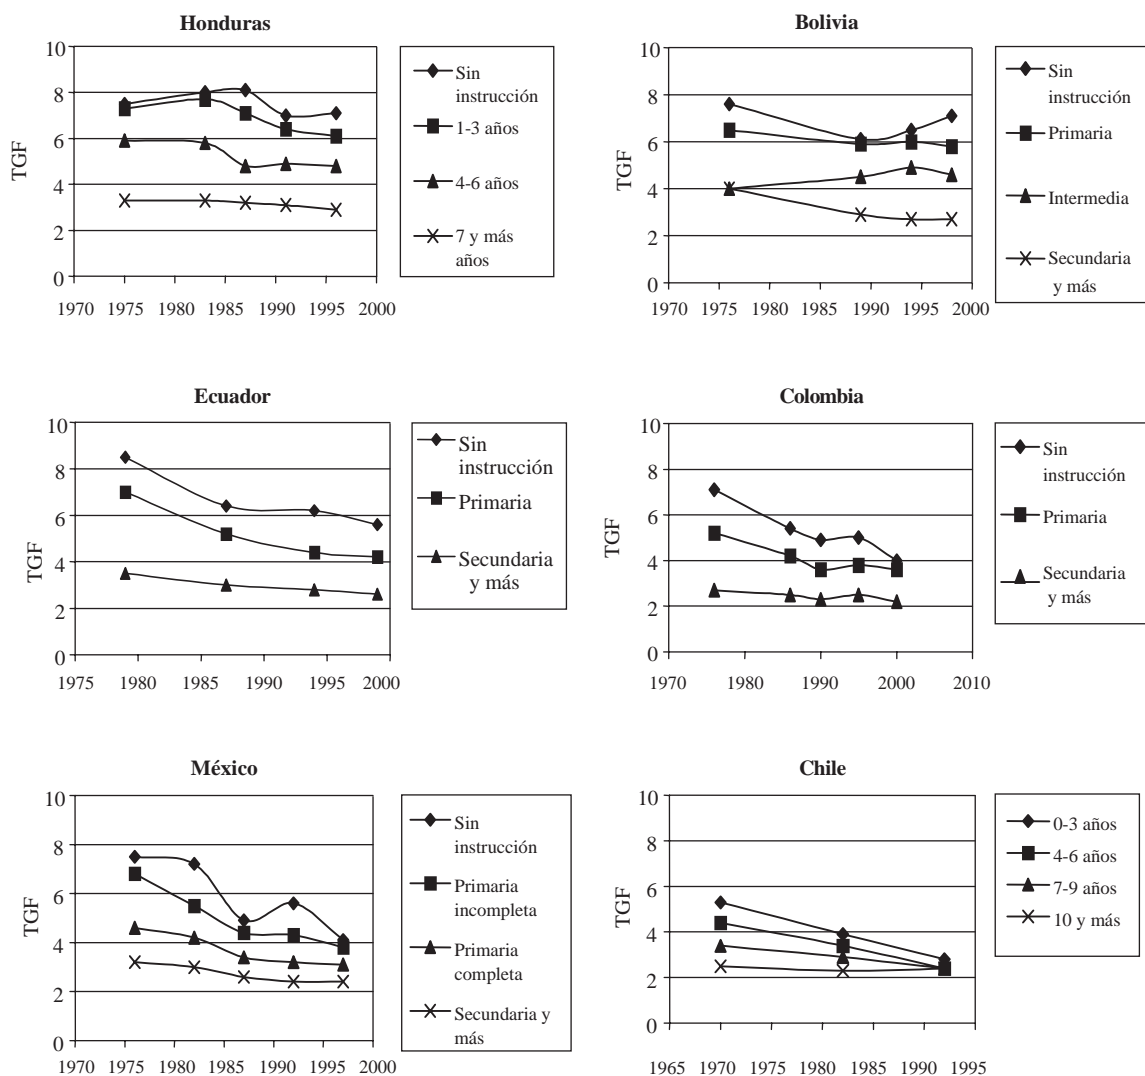 Honduras
10
8
6
4
2
0
TGF
1970 1975 1980 1985 1990 1995 2000
Sin
instrucción
1-3 años
4-6 años
7 y más
años
Bolivia
10
8
6
4
2
0
TGF
1970 1975 1980 1985 1990 1995 2000
Sin
instrucción
Primaria
Intermedia
Secundaria
y más
Ecuador
10
8
6
4
2
0
TGF
1975 1980 1985 1990 1995 2000
Sin
instrucción
Primaria
Secundaria
y más
Colombia
10
8
6
4
2
0
TGF
1970 1980 1990 2000 2010
Sin
instrucción
Primaria
Secundaria
y más
México
10
8
6
4
2
0
TGF
1970 1975 1980 1985 1990 1995 2000
Sin
instrucción
Primaria
incompleta
Primaria
completa
Secundaria y
más
Chile
10
8
6
4
2
0
TGF
1965 1970 1975 1980 1985 1990 1995
0-3 años
4-6 años
7-9 años
10 y más